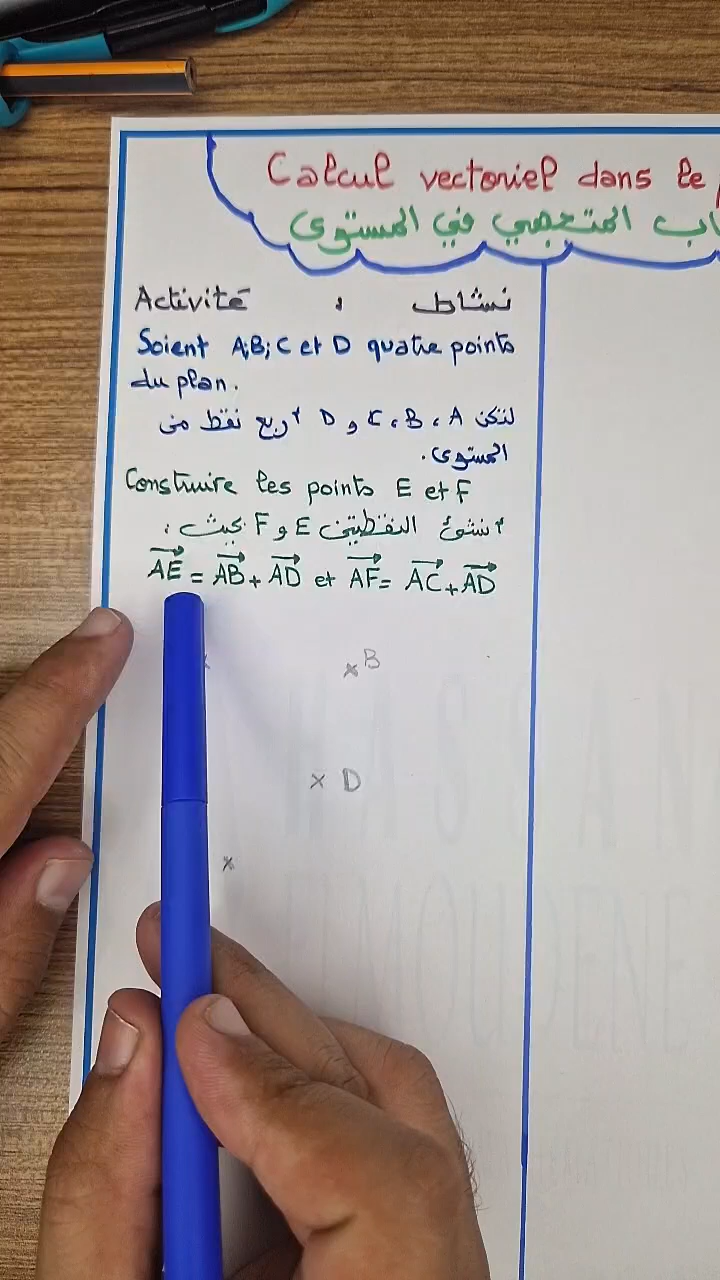 Calcul vectoriel dans le
المتجهي في المستوى
Activité : نشاط
Soient A;B;C et D quatre points
du plan.
لتكن A، B، C و D أربع نقط من
المستوى.
Construire les points E et F
أنشئ النقطتين E و F بحيث :
AE = AB + AD et AF = AC + AD
B
D